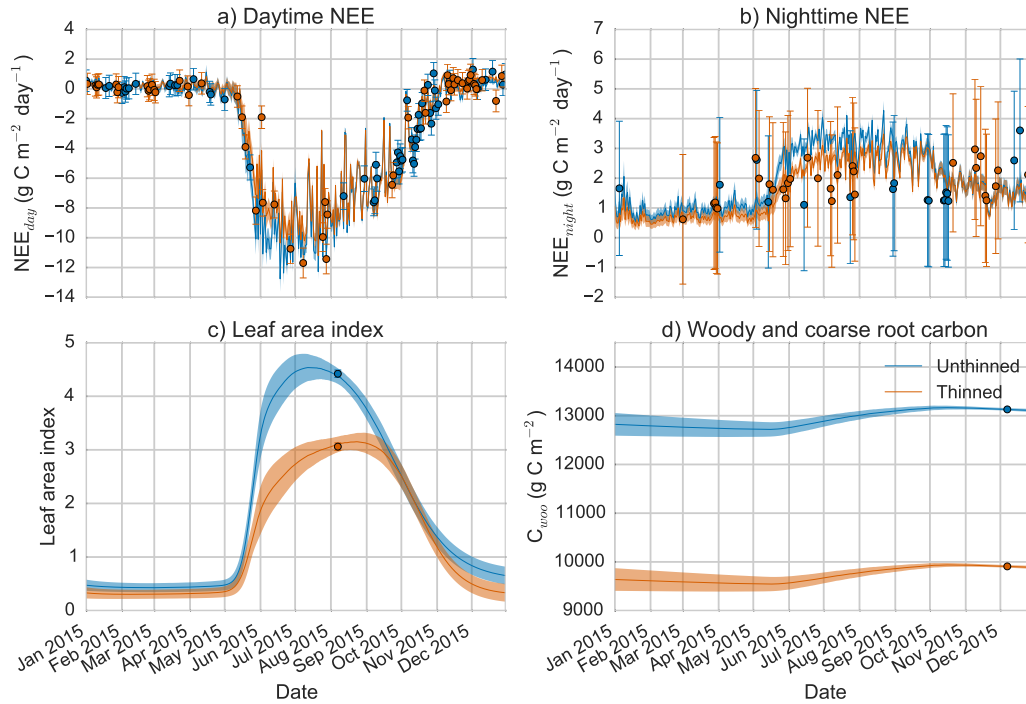 a) Daytime NEE
4
2
0
−2
−4
−6
−8
−10
−12
−14
NEE_day (g C m⁻² day⁻¹)
b) Nighttime NEE
7
6
5
4
3
2
1
0
−1
−2
NEE_night (g C m⁻² day⁻¹)
c) Leaf area index
5
4
3
2
1
0
Leaf area index
Jan 2015
Feb 2015
Mar 2015
Apr 2015
May 2015
Jun 2015
Jul 2015
Aug 2015
Sep 2015
Oct 2015
Nov 2015
Dec 2015
Date
d) Woody and coarse root carbon
14000
13000
12000
11000
10000
9000
C_woo (g C m⁻²)
Unthinned
Thinned
Jan 2015
Feb 2015
Mar 2015
Apr 2015
May 2015
Jun 2015
Jul 2015
Aug 2015
Sep 2015
Oct 2015
Nov 2015
Dec 2015
Date